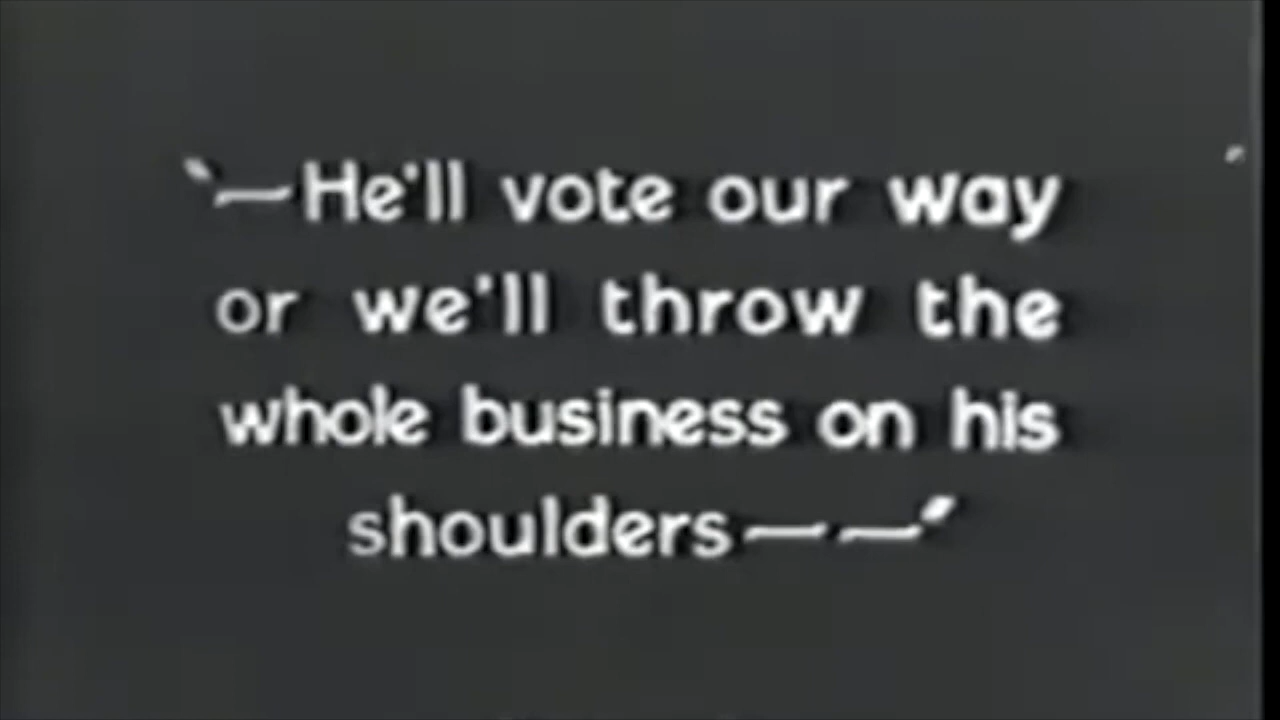 ‛—He'll vote our way
or we'll throw the
whole business on his
shoulders——’